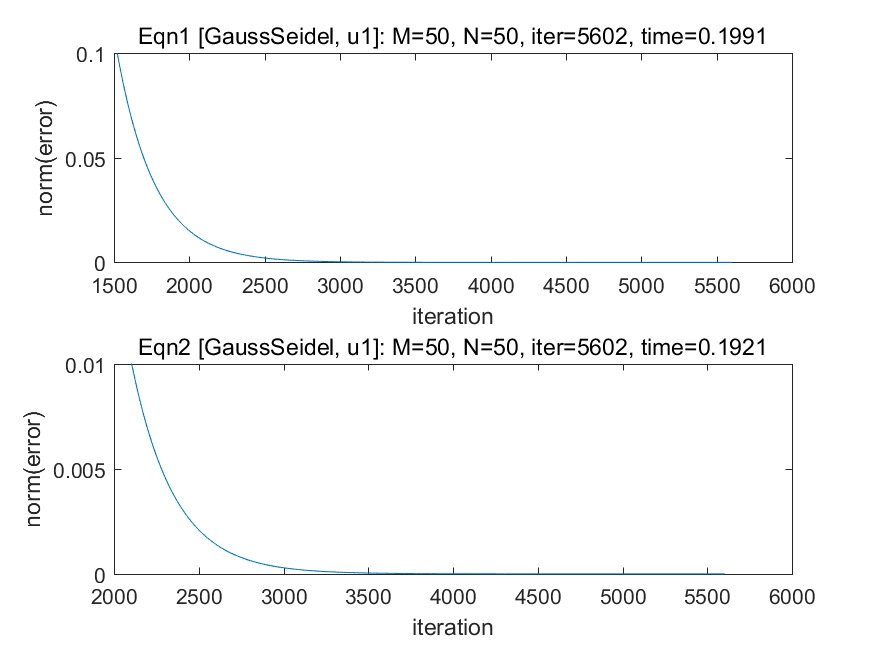 Eqn1 [GaussSeidel, u1]: M=50, N=50, iter=5602, time=0.1991
norm(error)
0.1
0.05
0
1500 2000 2500 3000 3500 4000 4500 5000 5500 6000
iteration
Eqn2 [GaussSeidel, u1]: M=50, N=50, iter=5602, time=0.1921
norm(error)
0.01
0.005
0
2000 2500 3000 3500 4000 4500 5000 5500 6000
iteration